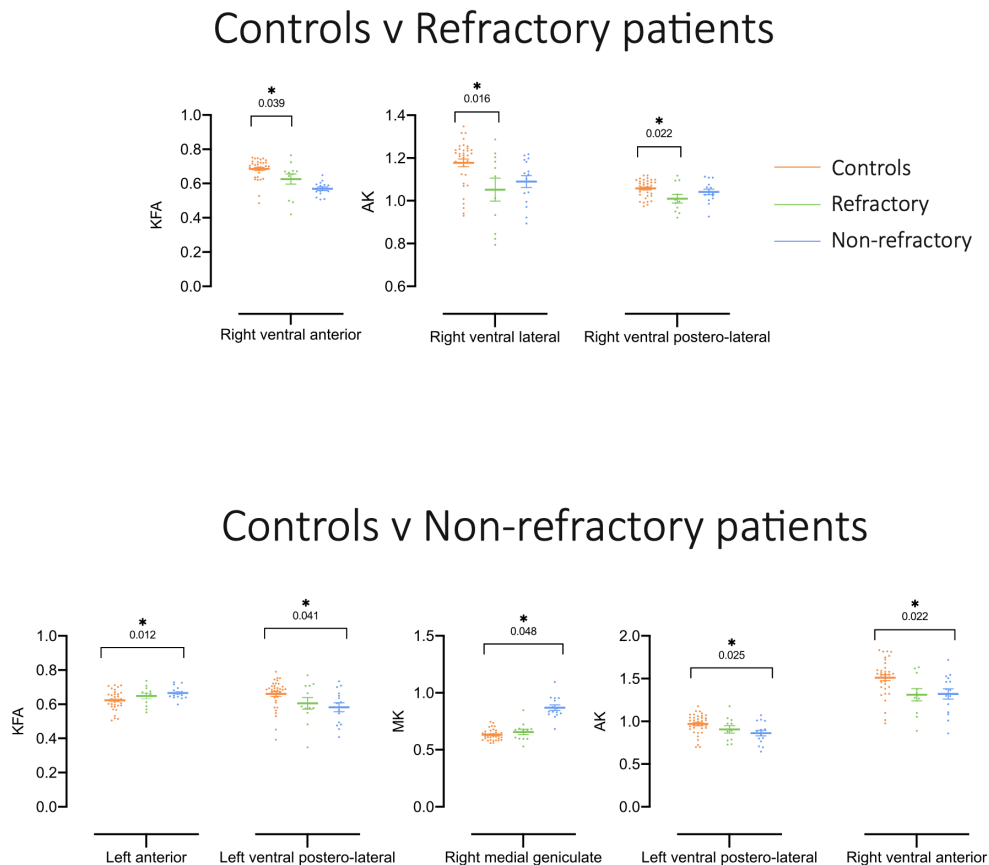 Controls v Refractory patients
*
0.039
*
0.016
*
0.022
KFA
1.0
0.8
0.6
0.4
0.2
0.0
AK
1.4
1.2
1.0
0.8
0.6
Right ventral anterior
Right ventral lateral
Right ventral postero-lateral
Controls
Refractory
Non-refractory
Controls v Non-refractory patients
*
0.012
*
0.041
*
0.048
*
0.025
*
0.022
KFA
1.0
0.8
0.6
0.4
0.2
0.0
MK
1.5
1.0
0.5
0.0
AK
2.0
1.5
1.0
0.5
0.0
Left anterior
Left ventral postero-lateral
Right medial geniculate
Left ventral postero-lateral
Right ventral anterior